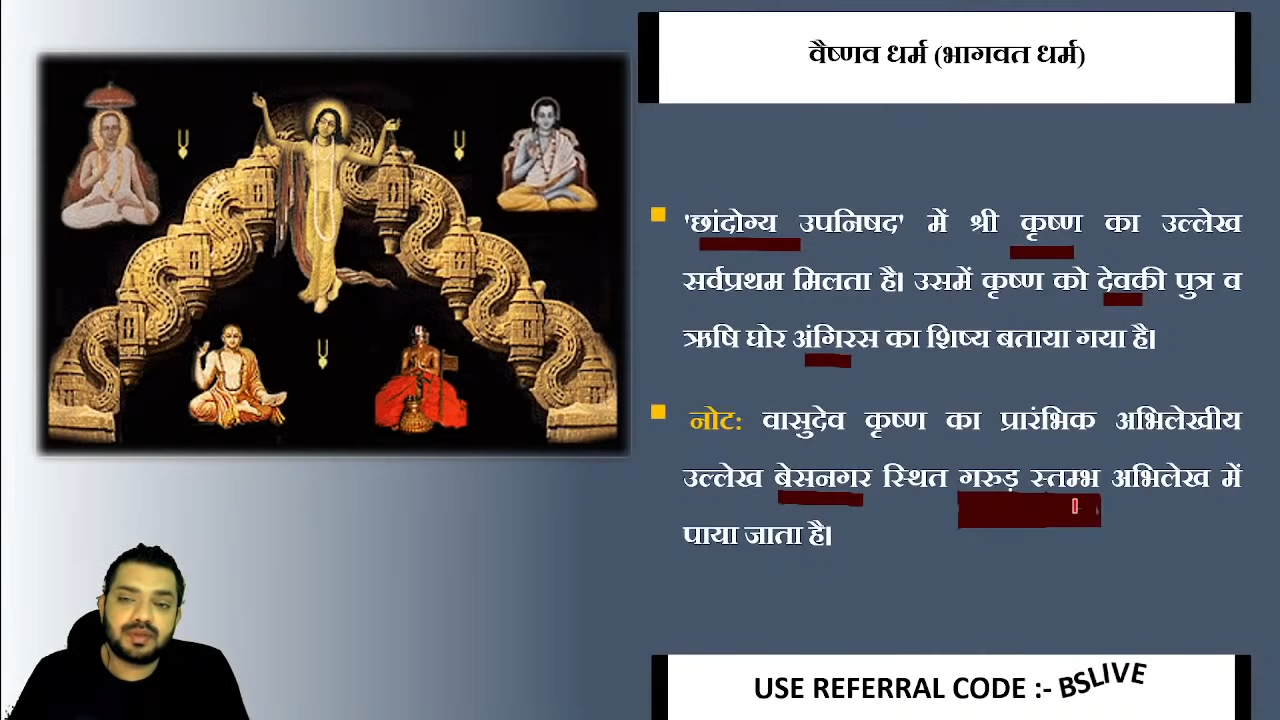 वैष्णव धर्म (भागवत धर्म)
'छांदोग्य उपनिषद' में श्री कृष्ण का उल्लेख
सर्वप्रथम मिलता है। उसमें कृष्ण को देवकी पुत्र व
ऋषि घोर अंगिरस का शिष्य बताया गया है।
नोट: वासुदेव कृष्ण का प्रारंभिक अभिलेखीय
उल्लेख बेसनगर स्थित गरुड़ स्तम्भ अभिलेख में
पाया जाता है।
USE REFERRAL CODE :- BSLIVE